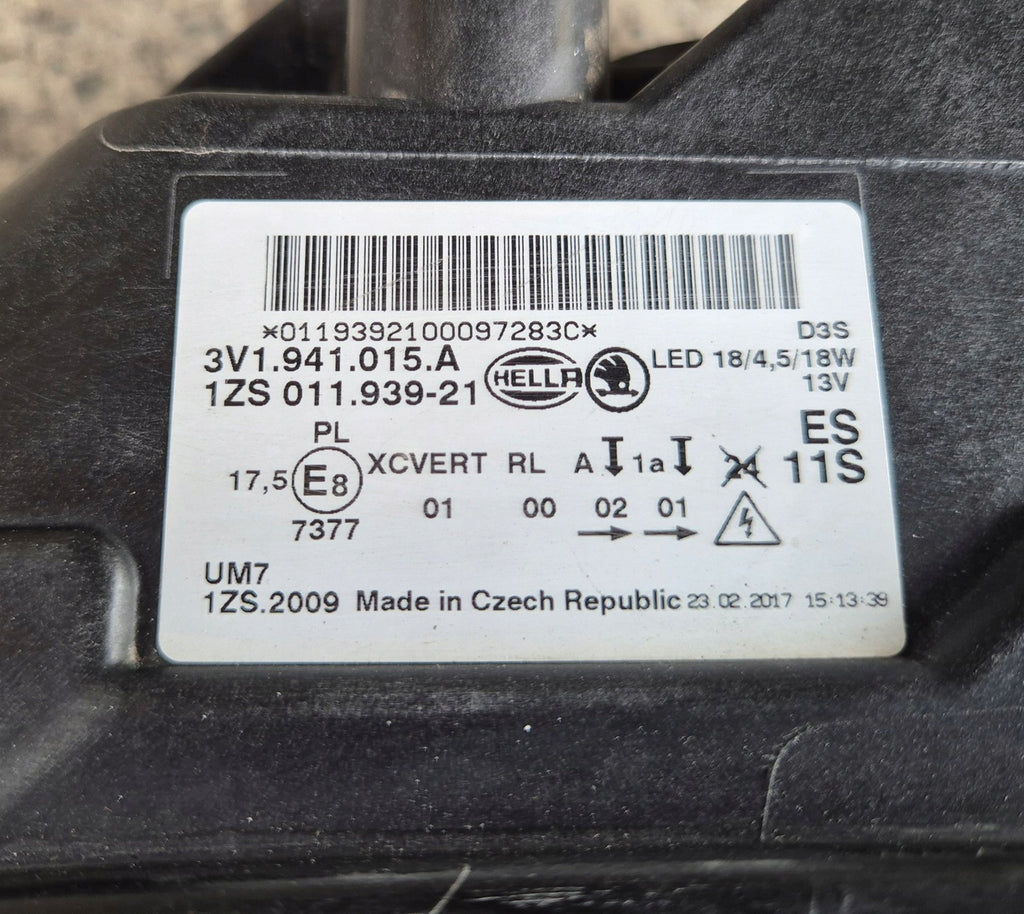 *0119392100097283C*
D3S
3V1.941.015.A
HELLA
LED 18/4,5/18W
1ZS 011.939-21
13V
ES
PL
17,5 E8 XCVERT RL A 1a 24 11S
7377 01 00 02 01
UM7
1ZS.2009 Made in Czech Republic 23.02.2017 15:13:39